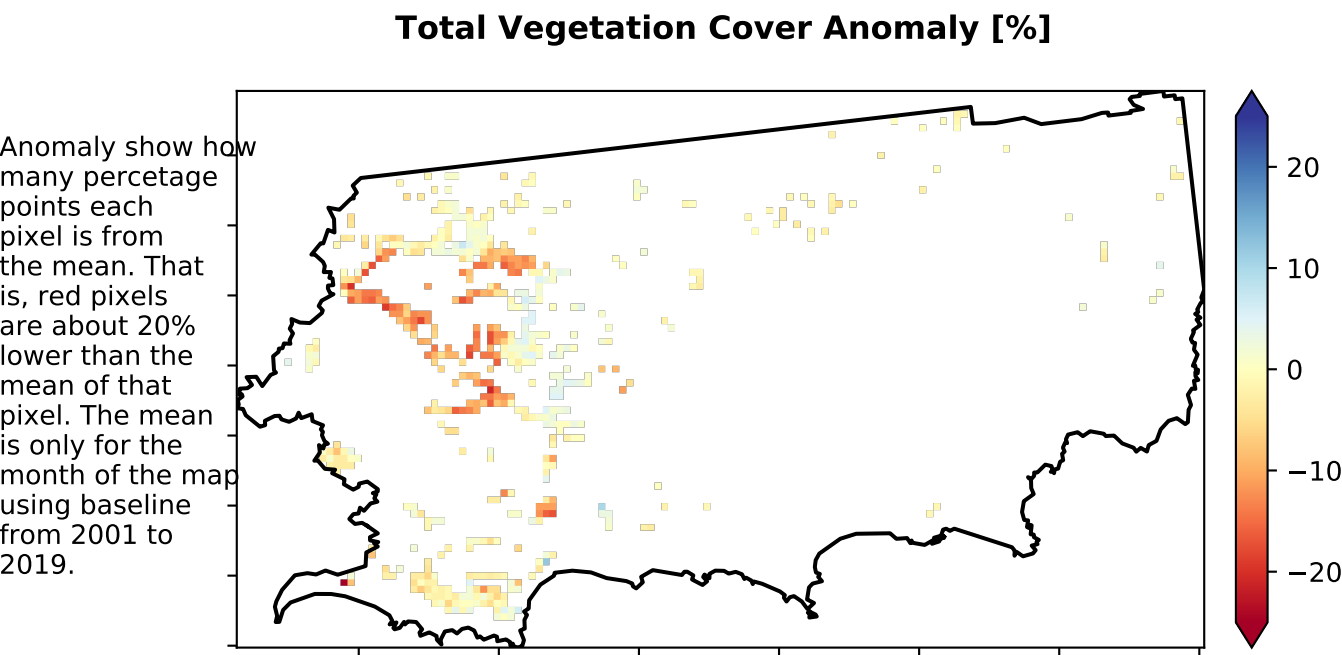 Total Vegetation Cover Anomaly [%]
Anomaly show how
many percetage
points each
pixel is from
the mean. That
is, red pixels
are about 20%
lower than the
mean of that
pixel. The mean
is only for the
month of the map
using baseline
from 2001 to
2019.
20
10
0
−10
−20